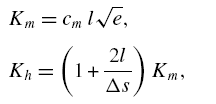 K_m = c_m l√e,
K_h = (1 + 2l/Δs) K_m,